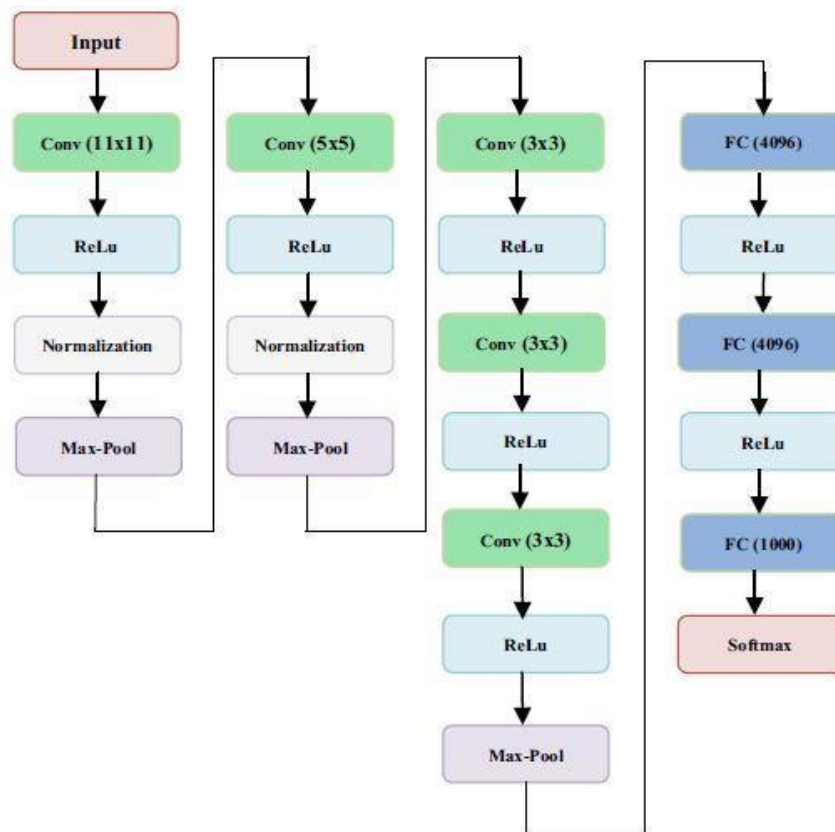 Input
Conv (11x11)
ReLu
Normalization
Max-Pool
Conv (5x5)
ReLu
Normalization
Max-Pool
Conv (3x3)
ReLu
Conv (3x3)
ReLu
Conv (3x3)
ReLu
Max-Pool
FC (4096)
ReLu
FC (4096)
ReLu
FC (1000)
Softmax